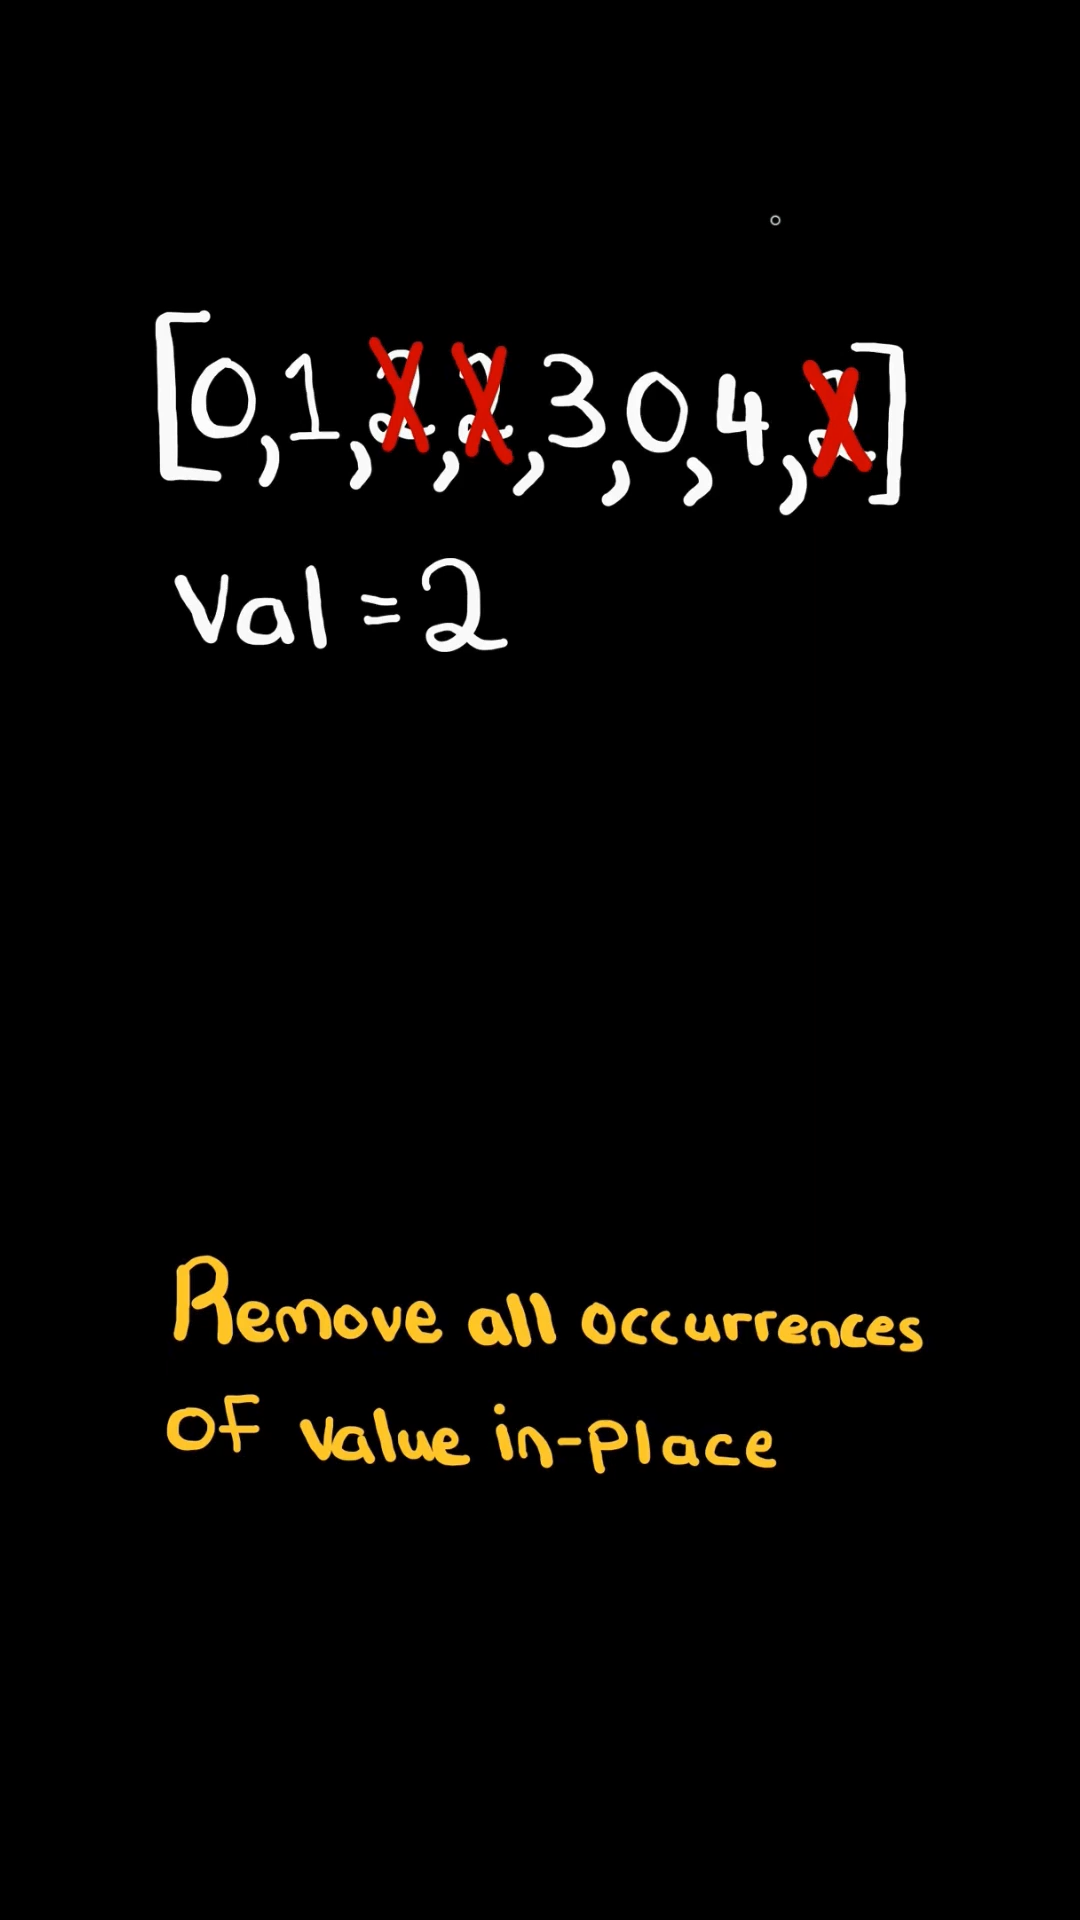 [0,1,2,2,3,0,4,2]
Val=2
Remove all occurrences
of value in-place